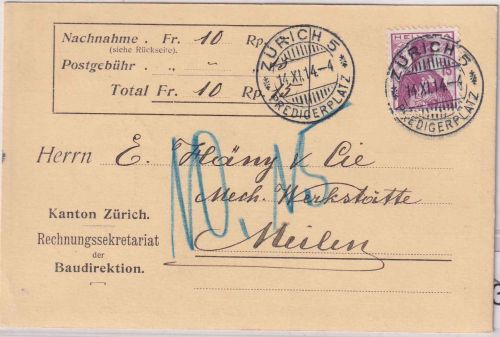 Nachnahme . Fr. 10 Rp.
(siehe Rückseite).
Postgebühr . „ „
Total Fr. 10 Rp. 15
ZÜRICH 5
14.XI.14-4
PREDIGERPLATZ
HELVETIA
15
ZÜRICH 5
14.XI.14-4
PREDIGERPLATZ
Herrn E. Hány & Cie
Mech. Werkstätte
Meilen
10.15
Kanton Zürich.
Rechnungssekretariat
der
Baudirektion.